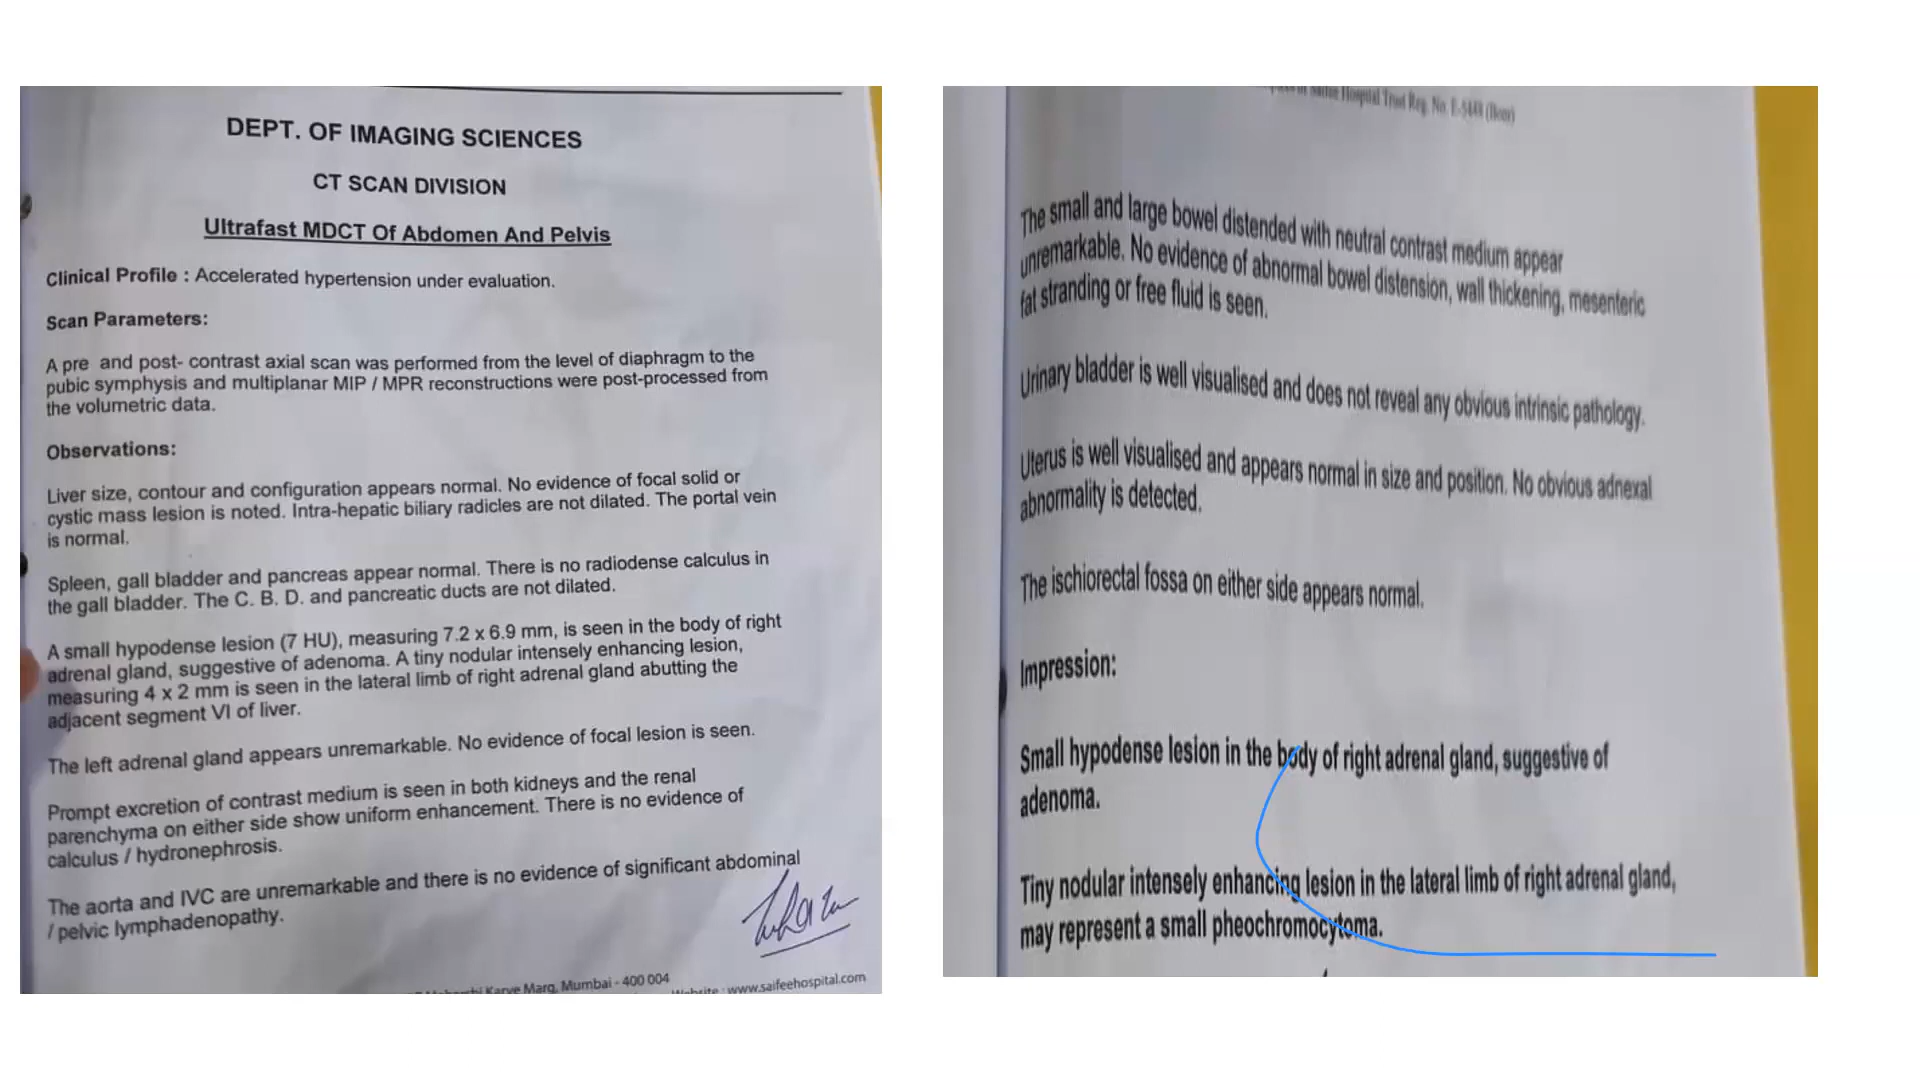 DEPT. OF IMAGING SCIENCES
CT SCAN DIVISION
Ultrafast MDCT Of Abdomen And Pelvis
Clinical Profile : Accelerated hypertension under evaluation.
Scan Parameters:
A pre and post- contrast axial scan was performed from the level of diaphragm to the
pubic symphysis and multiplanar MIP / MPR reconstructions were post-processed from
the volumetric data.
Observations:
Liver size, contour and configuration appears normal. No evidence of focal solid or
cystic mass lesion is noted. Intra-hepatic biliary radicles are not dilated. The portal vein
is normal.
Spleen, gall bladder and pancreas appear normal. There is no radiodense calculus in
the gall bladder. The C. B. D. and pancreatic ducts are not dilated.
A small hypodense lesion (7 HU), measuring 7.2 x 6.9 mm, is seen in the body of right
adrenal gland, suggestive of adenoma. A tiny nodular intensely enhancing lesion,
measuring 4 x 2 mm is seen in the lateral limb of right adrenal gland abutting the
adjacent segment VI of liver.
The left adrenal gland appears unremarkable. No evidence of focal lesion is seen.
Prompt excretion of contrast medium is seen in both kidneys and the renal
parenchyma on either side show uniform enhancement. There is no evidence of
calculus / hydronephrosis.
The aorta and IVC are unremarkable and there is no evidence of significant abdominal
/ pelvic lymphadenopathy.
Karve Marg, Mumbai - 400 004
Website : www.saifeehospital.com
Saifee Hospital Trust Reg. No. E-5448 (Bom)
The small and large bowel distended with neutral contrast medium appear
unremarkable. No evidence of abnormal bowel distension, wall thickening, mesenteric
fat stranding or free fluid is seen.
Urinary bladder is well visualised and does not reveal any obvious intrinsic pathology.
Uterus is well visualised and appears normal in size and position. No obvious adnexal
abnormality is detected.
The ischiorectal fossa on either side appears normal.
Impression:
Small hypodense lesion in the body of right adrenal gland, suggestive of
adenoma.
Tiny nodular intensely enhancing lesion in the lateral limb of right adrenal gland,
may represent a small pheochromocytoma.